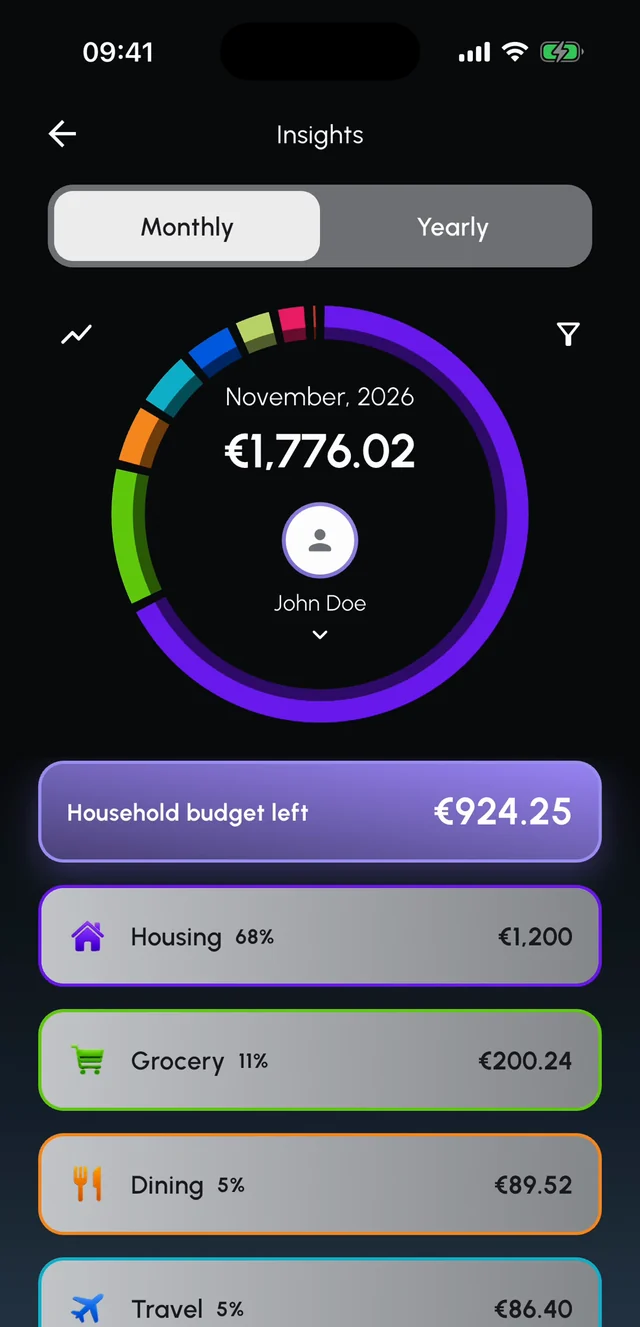 09:41
Insights
Monthly Yearly
November, 2026
€1,776.02
John Doe
Household budget left €924.25
Housing 68% €1,200
Grocery 11% €200.24
Dining 5% €89.52
Travel 5% €86.40